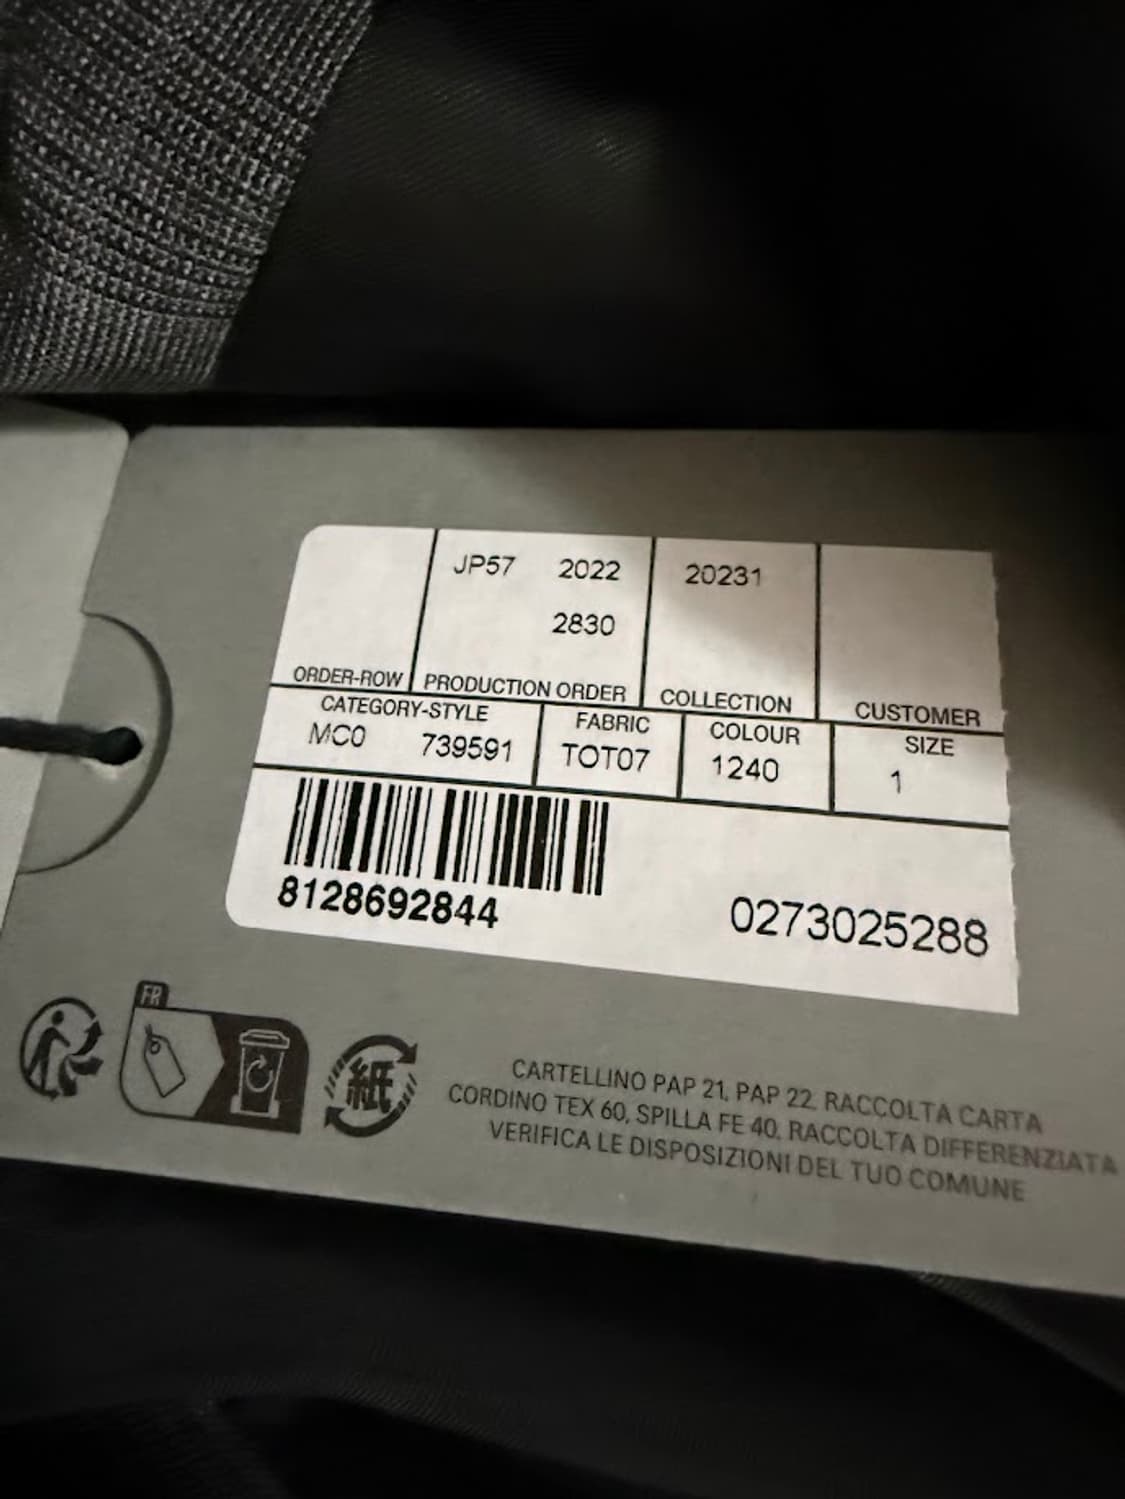 JP57 2022 20231
2830
ORDER-ROW PRODUCTION ORDER COLLECTION CUSTOMER
CATEGORY-STYLE FABRIC COLOUR SIZE
MC0 739591 TOT07 1240 1
8128692844 0273025288
FR
紙
CARTELLINO PAP 21, PAP 22. RACCOLTA CARTA
CORDINO TEX 60, SPILLA FE 40. RACCOLTA DIFFERENZIATA
VERIFICA LE DISPOSIZIONI DEL TUO COMUNE